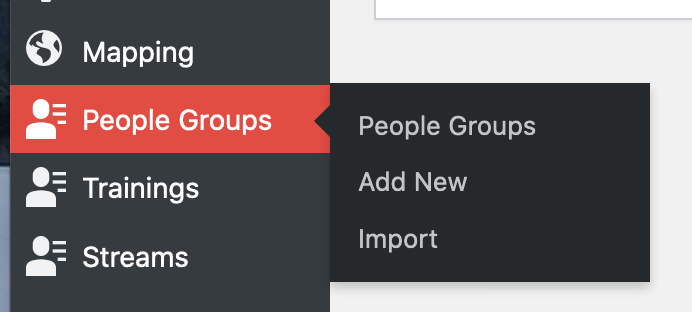 Mapping
People Groups
Trainings
Streams
People Groups
Add New
Import